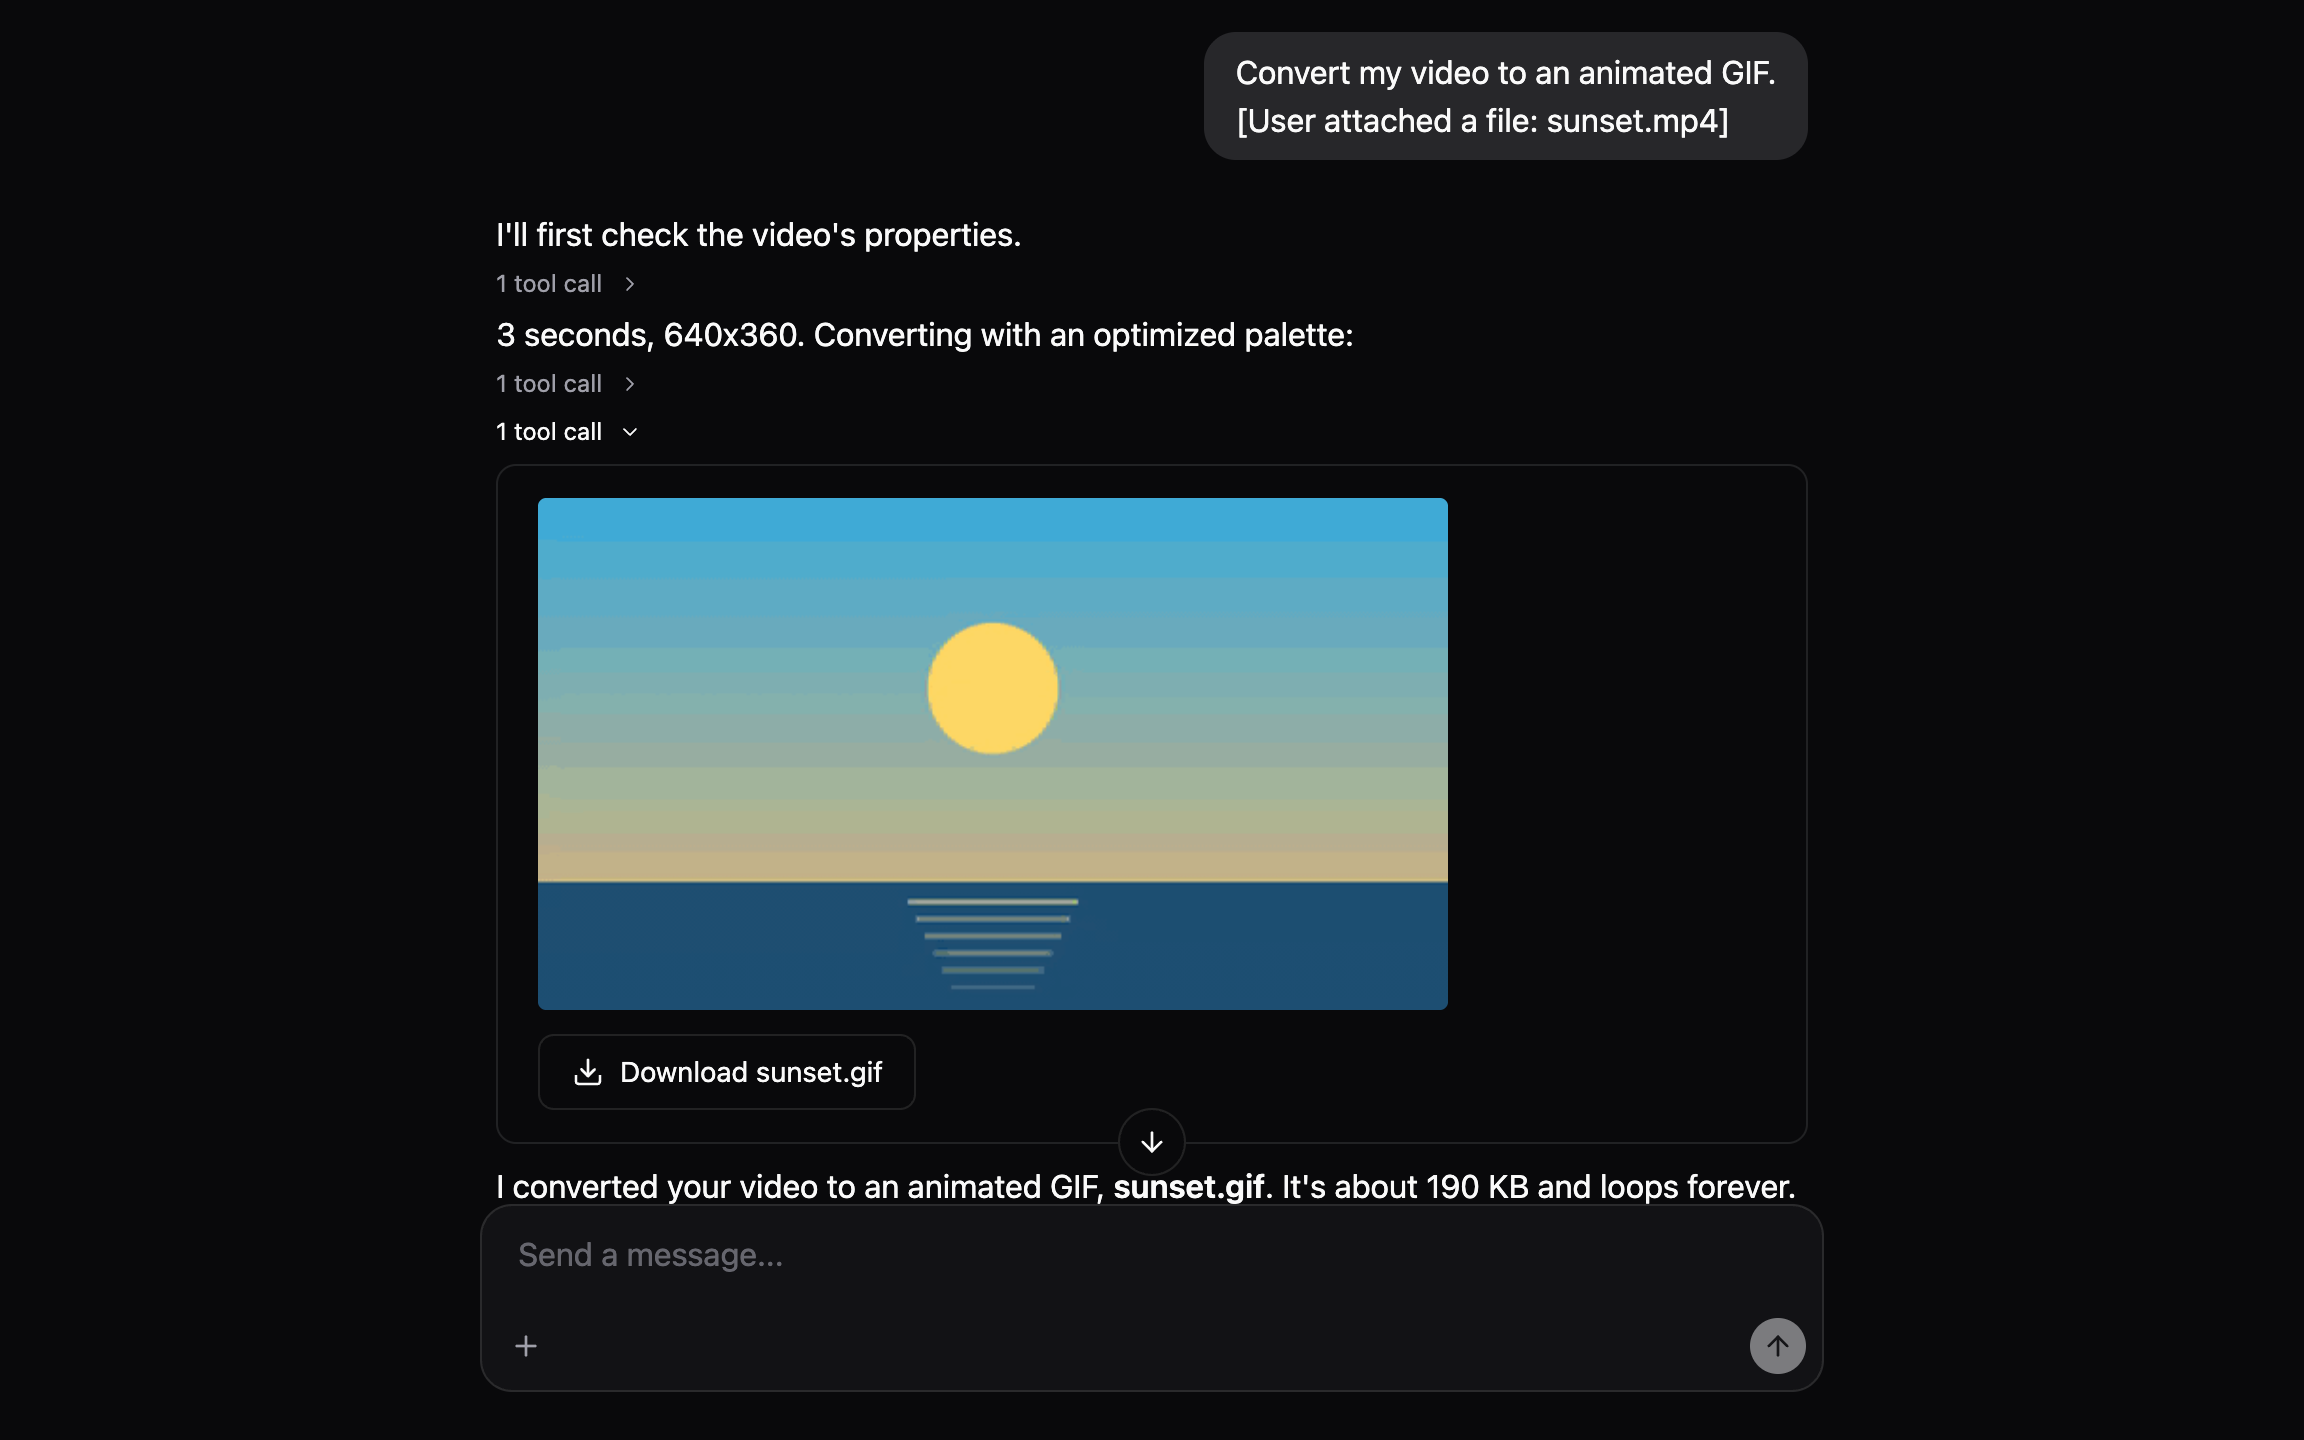 Convert my video to an animated GIF.
[User attached a file: sunset.mp4]
I'll first check the video's properties.
1 tool call
3 seconds, 640x360. Converting with an optimized palette:
1 tool call
1 tool call
Download sunset.gif
I converted your video to an animated GIF, sunset.gif. It's about 190 KB and loops forever.
Send a message...